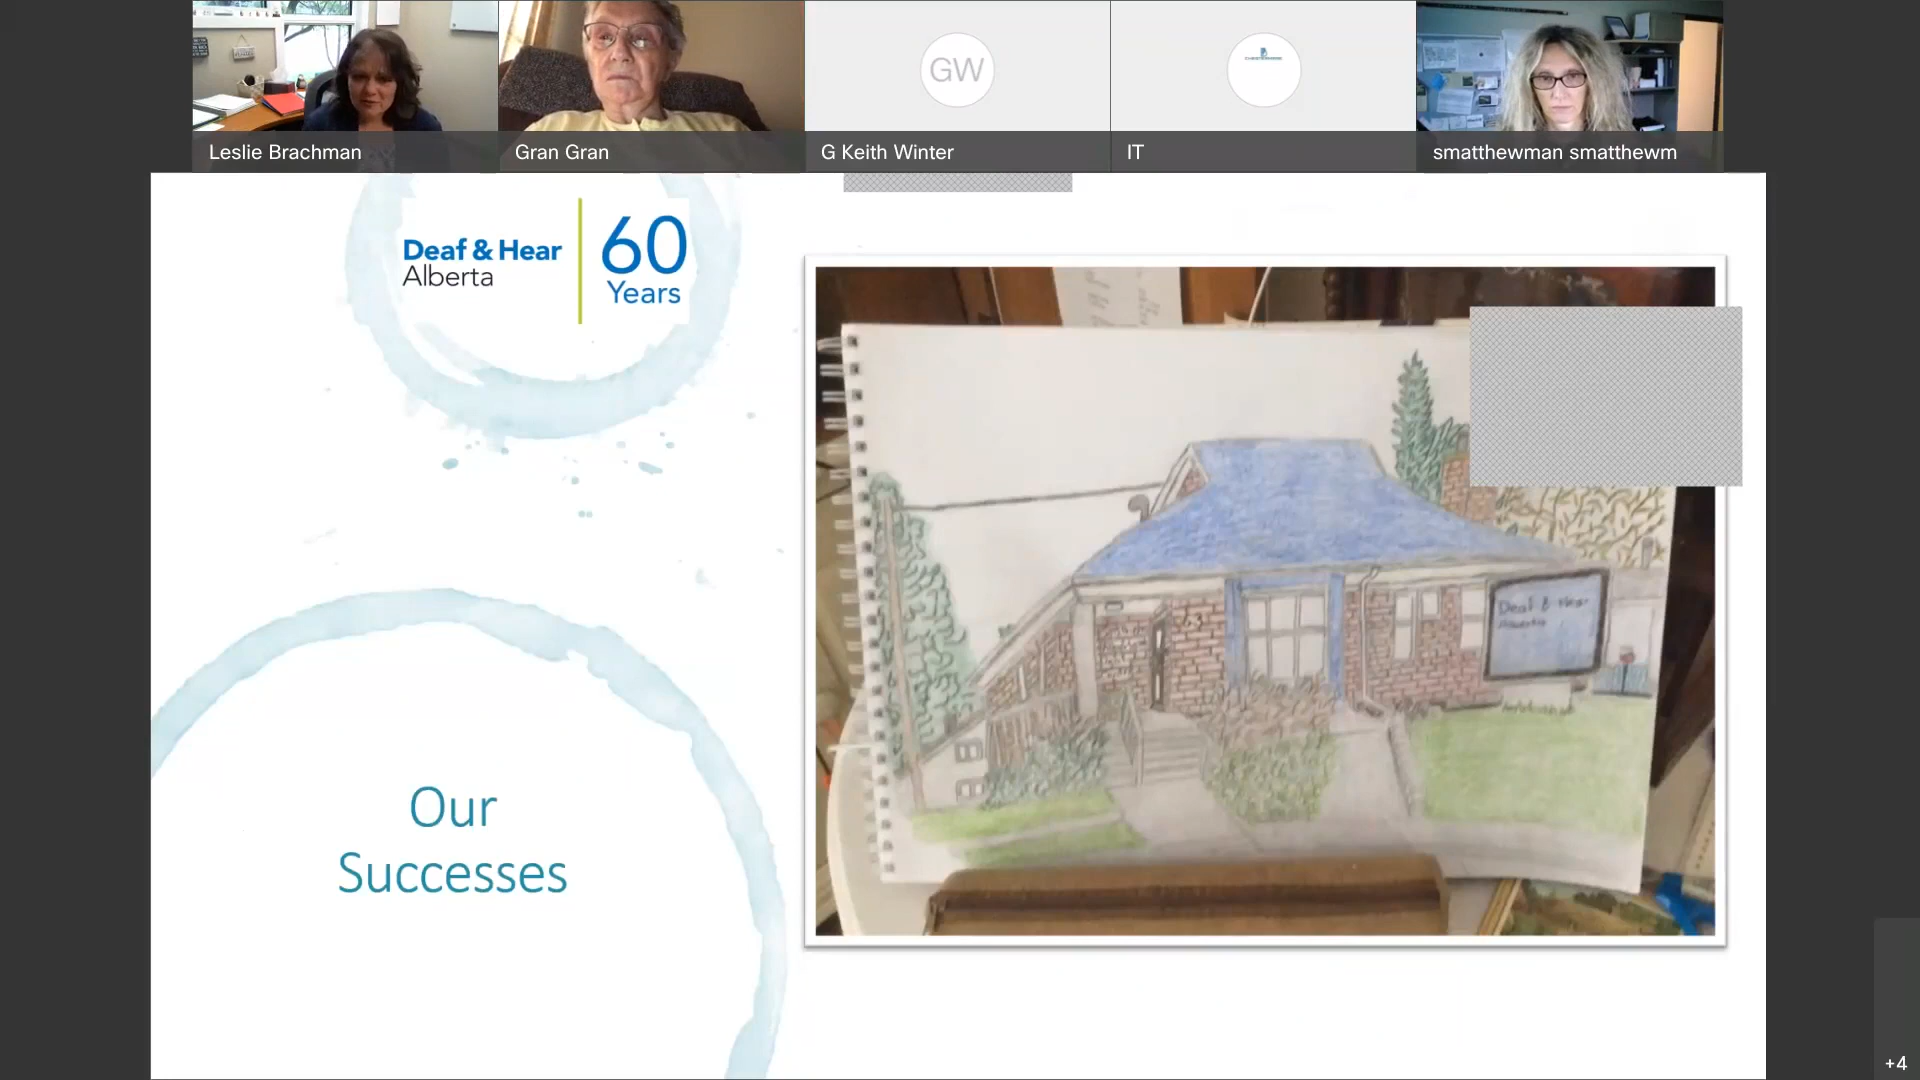 GW
Leslie Brachman
Gran Gran
G Keith Winter
IT
smatthewman smatthewm
Deaf & Hear
Alberta
60
Years
Deaf & Hear
Alberta
Our
Successes
+4